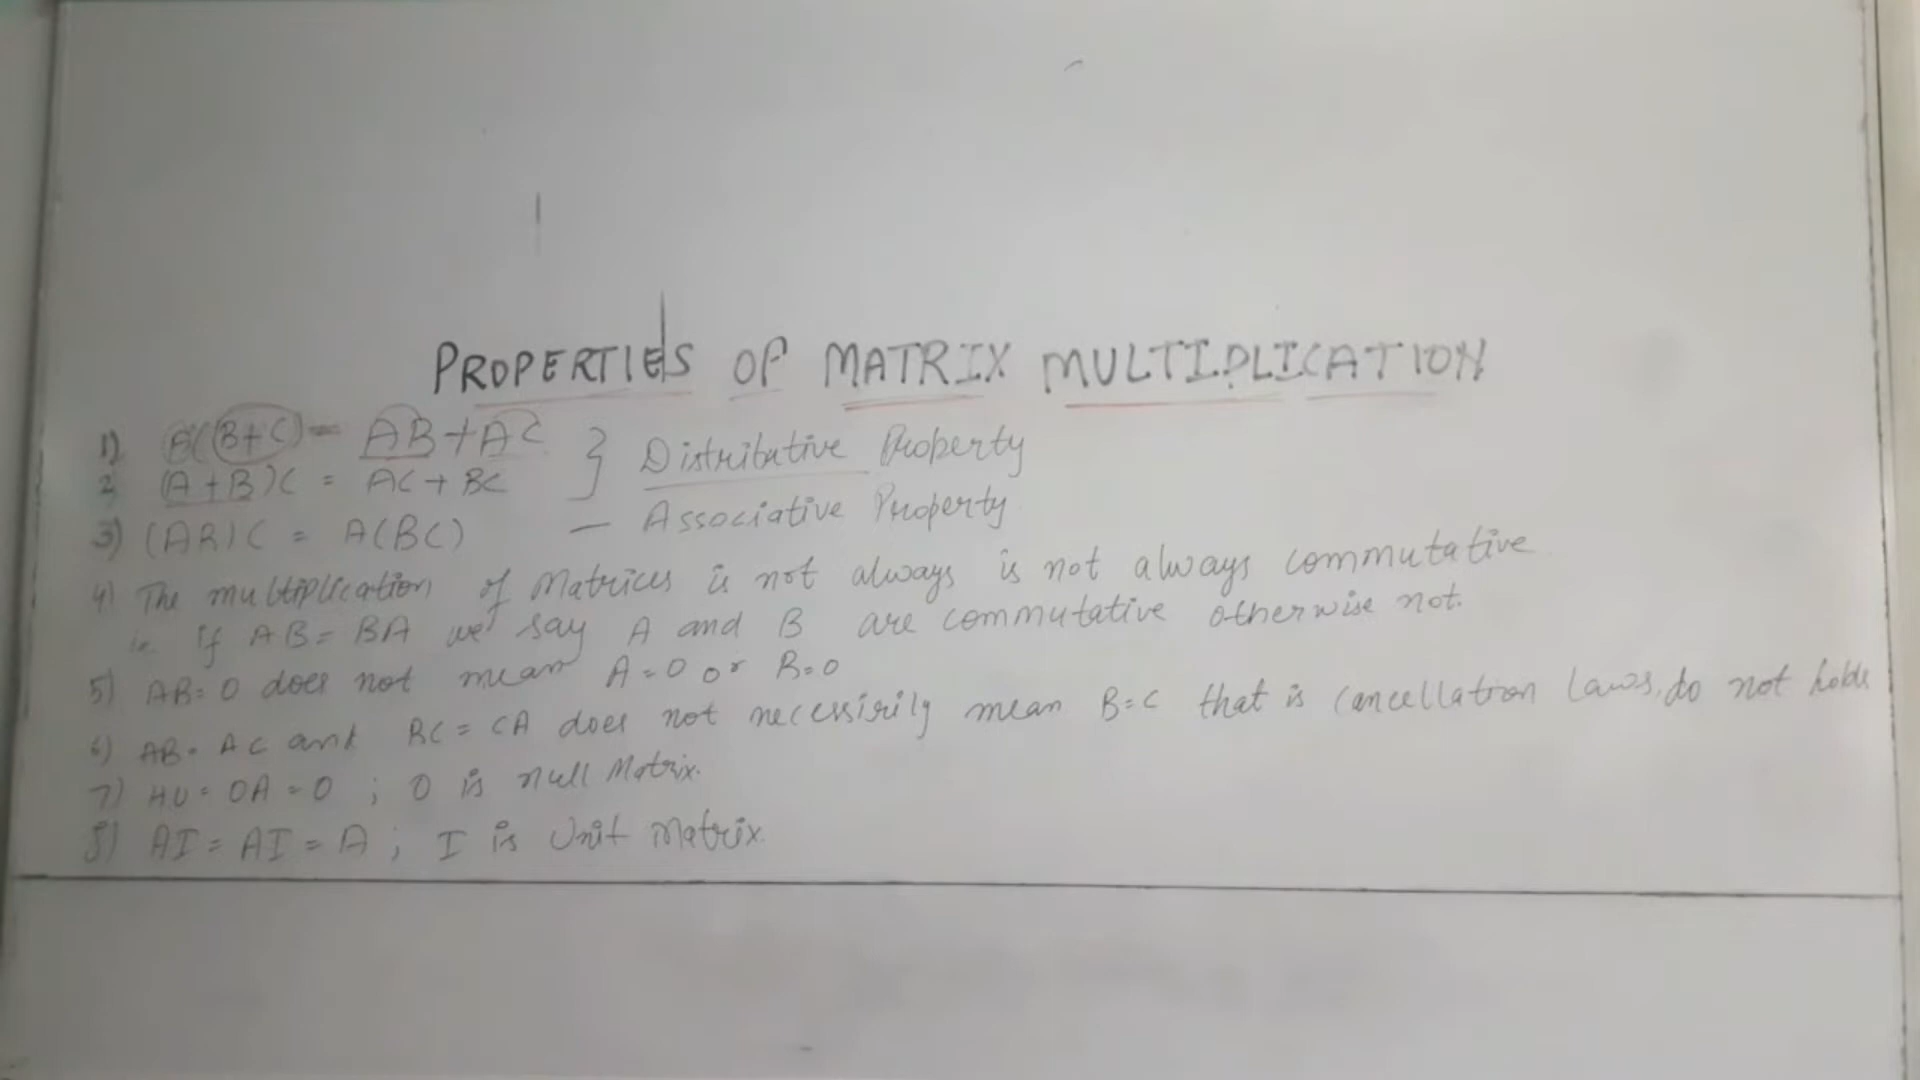 PROPERTIES OF MATRIX MULTIPLICATION
1) A(B+C) = AB+AC } Distributive Property
2 (A+B)C = AC+BC
3) (AB)C = A(BC) — Associative Property
4) The multiplication of Matrices is not always is not always commutative
i.e. If AB = BA we say A and B are commutative otherwise not.
5) AB=0 does not mean A=0 or B=0
6) AB=AC and BC=CA does not necessirily mean B=C that is cancellation laws, do not holds
7) AO=OA=0 ; 0 is null Matrix.
8) AI=AI=A ; I is Unit Matrix.